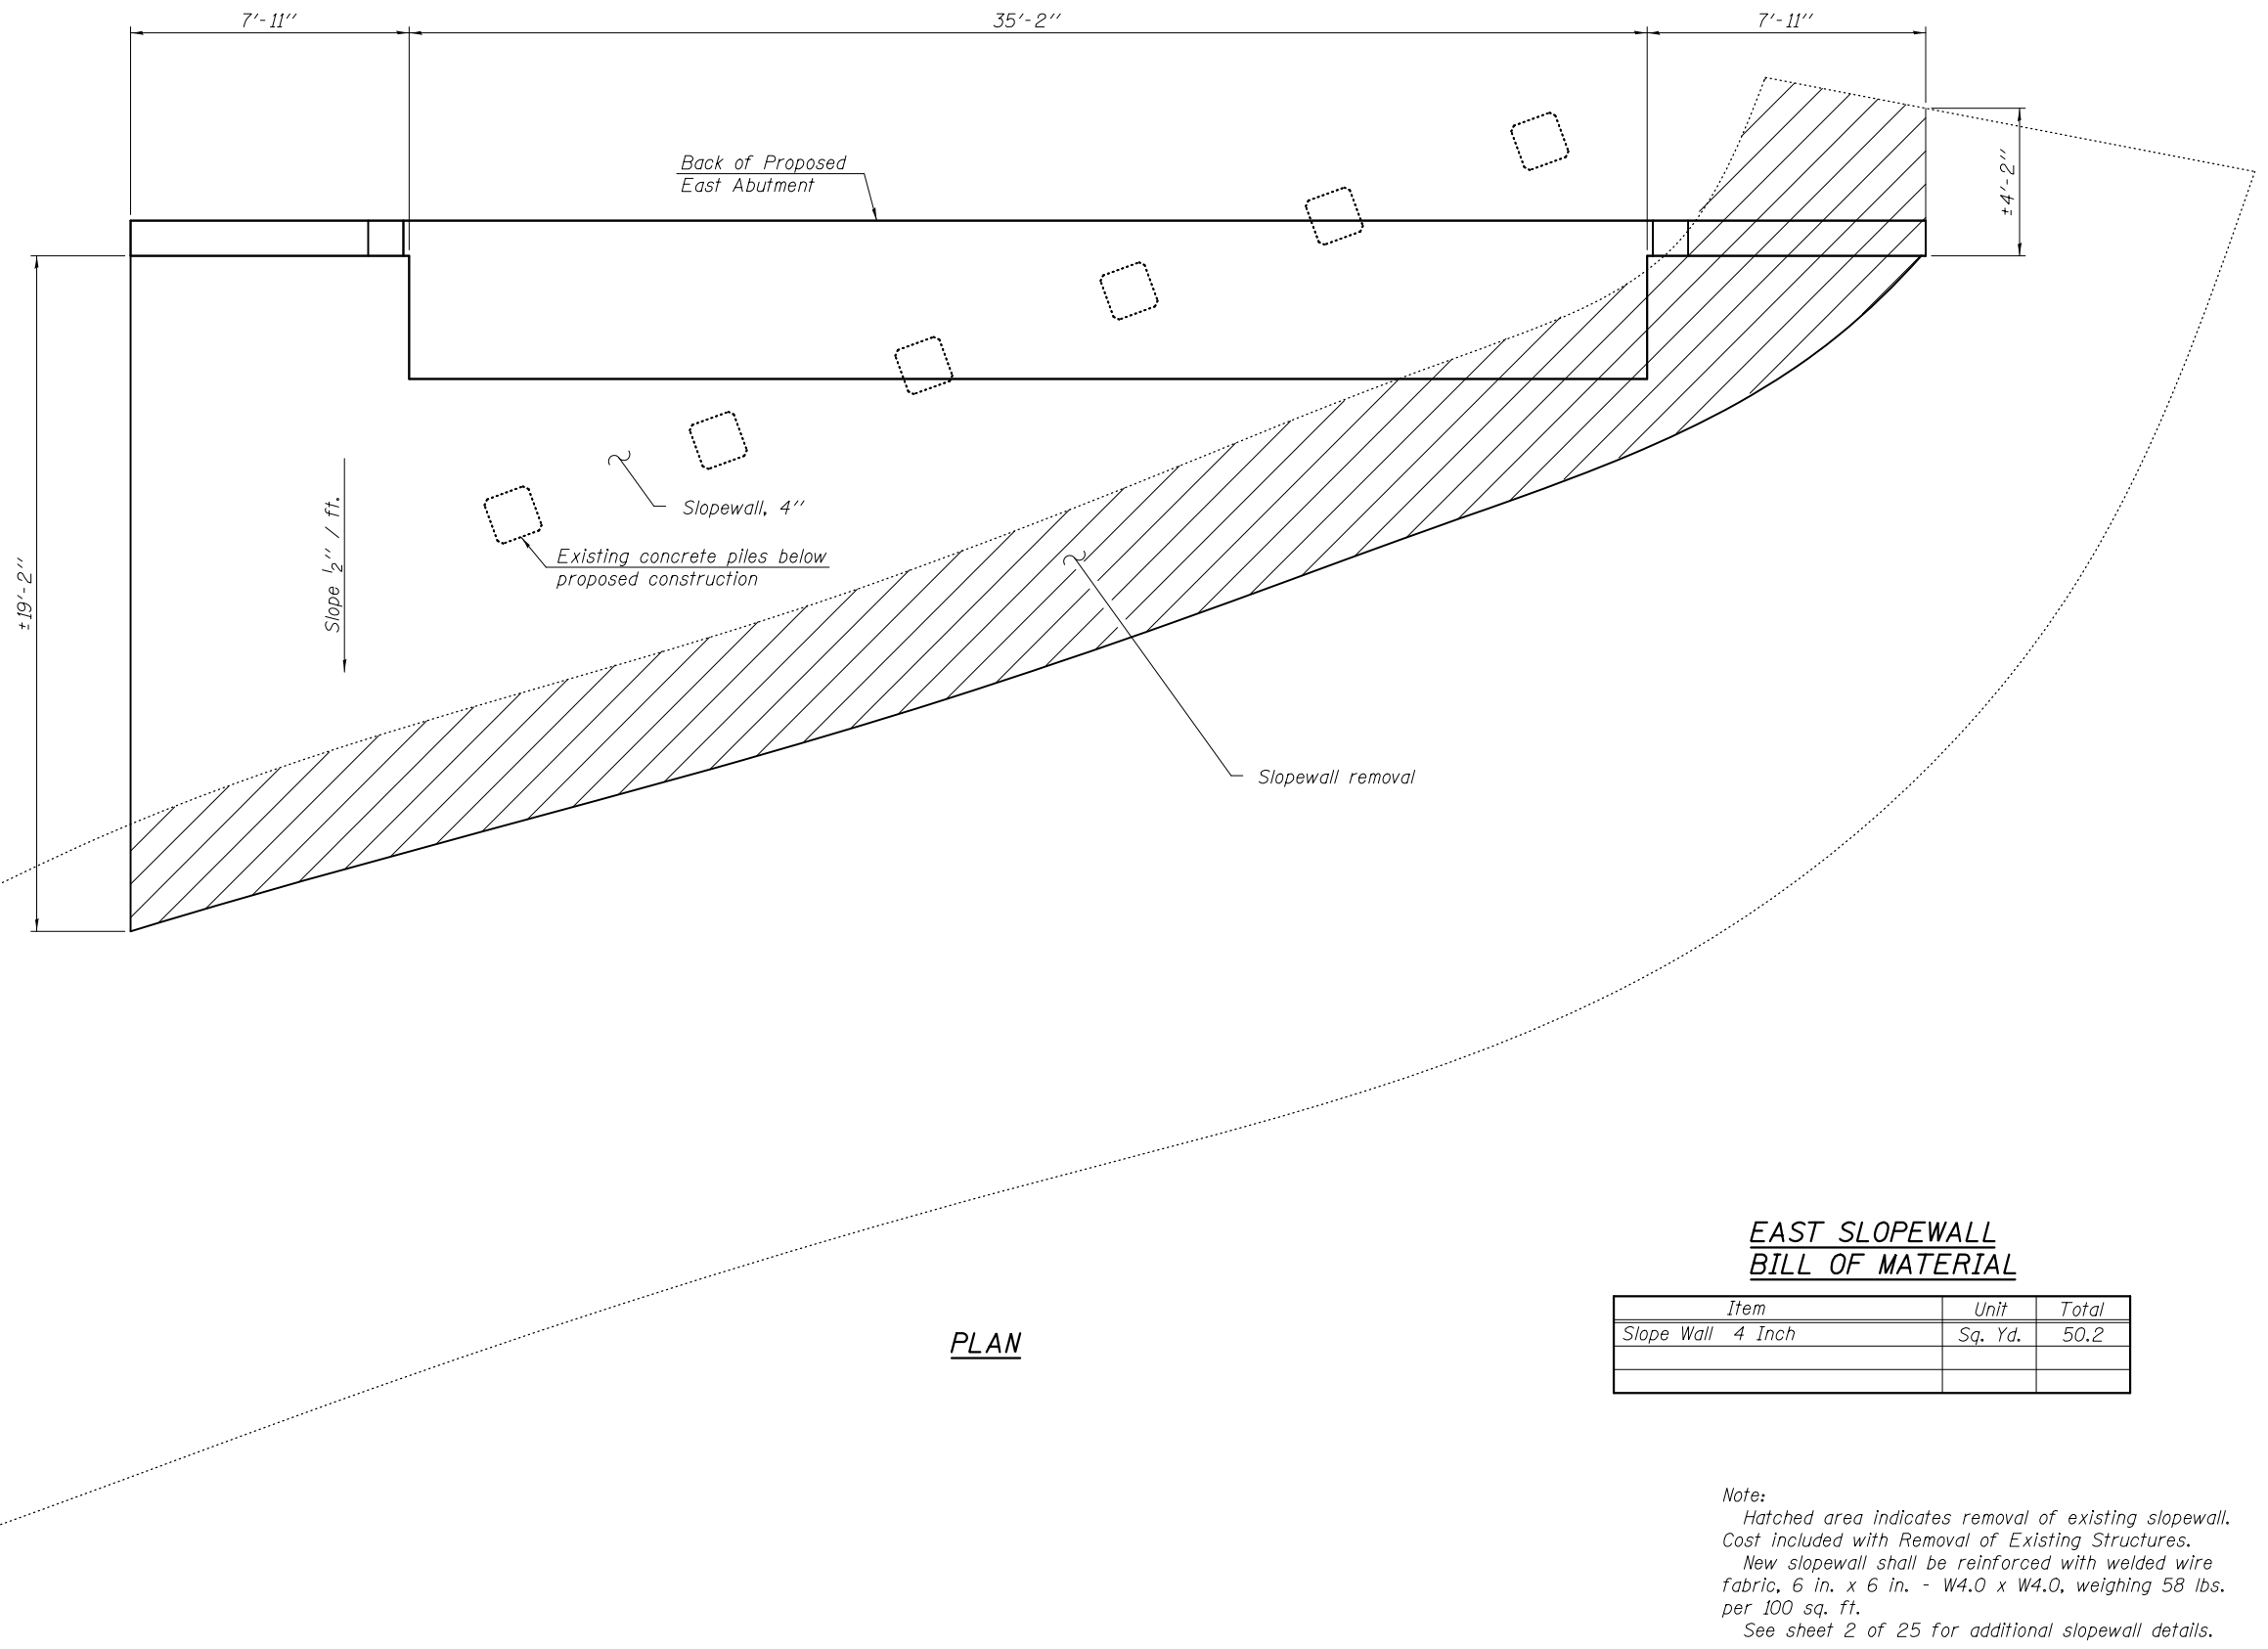 7'-11"
35'-2"
7'-11"
±4'-2"
Back of Proposed
East Abutment
Slopewall, 4"
Existing concrete piles below
proposed construction
Slope 1/2" / ft.
±19'-2"
Slopewall removal
EAST SLOPEWALL
BILL OF MATERIAL
Item Unit Total
Slope Wall 4 Inch Sq. Yd. 50.2
PLAN
Note:
Hatched area indicates removal of existing slopewall.
Cost included with Removal of Existing Structures.
New slopewall shall be reinforced with welded wire
fabric, 6 in. x 6 in. - W4.0 x W4.0, weighing 58 lbs.
per 100 sq. ft.
See sheet 2 of 25 for additional slopewall details.